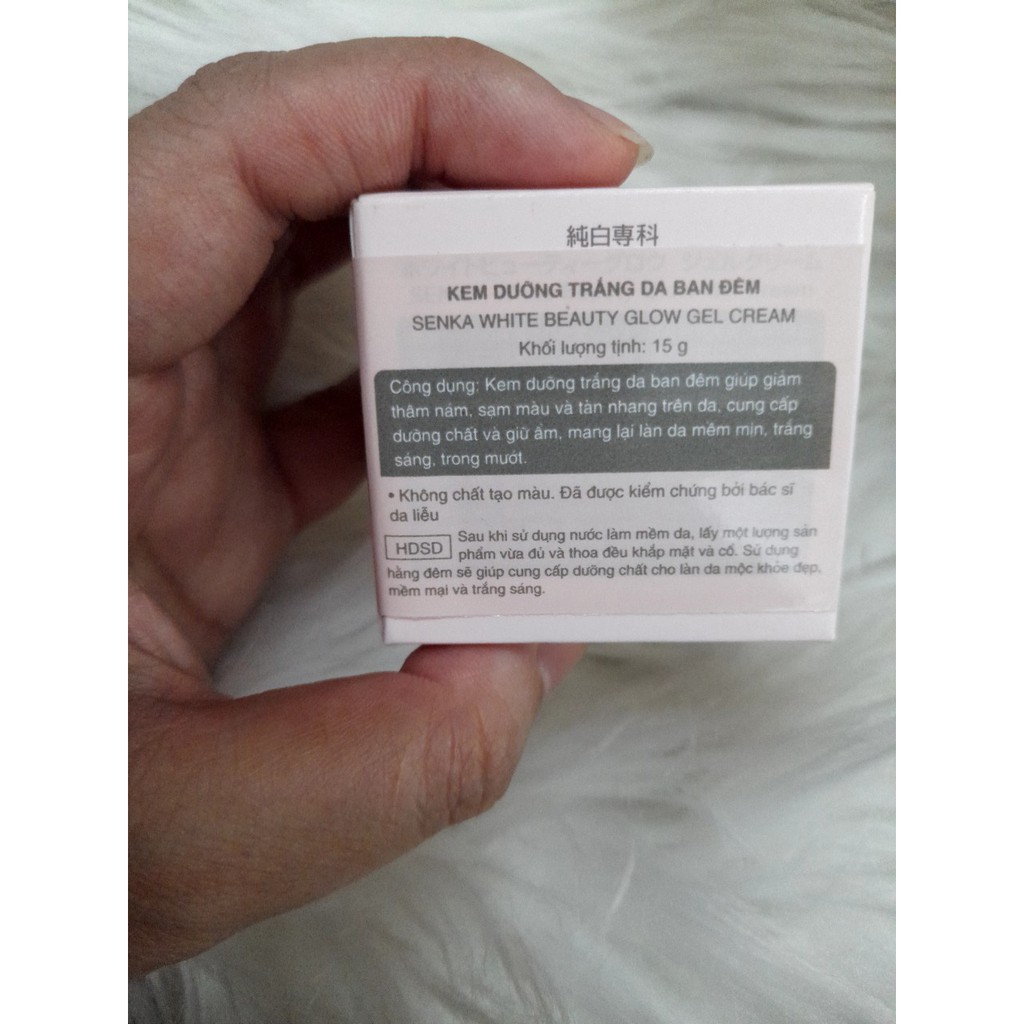 純白専科
KEM DƯỠNG TRẮNG DA BAN ĐÊM
SENKA WHITE BEAUTY GLOW GEL CREAM
Khối lượng tịnh: 15 g
Công dụng: Kem dưỡng trắng da ban đêm giúp giảm
thâm nám, sạm màu và tàn nhang trên da, cung cấp
dưỡng chất và giữ ẩm, mang lại làn da mềm mịn, trắng
sáng, trong mướt.
• Không chất tạo màu. Đã được kiểm chứng bởi bác sĩ
da liễu
HDSD Sau khi sử dụng nước làm mềm da, lấy một lượng sản
phẩm vừa đủ và thoa đều khắp mặt và cổ. Sử dụng
hằng đêm sẽ giúp cung cấp dưỡng chất cho làn da mộc khỏe đẹp,
mềm mại và trắng sáng.